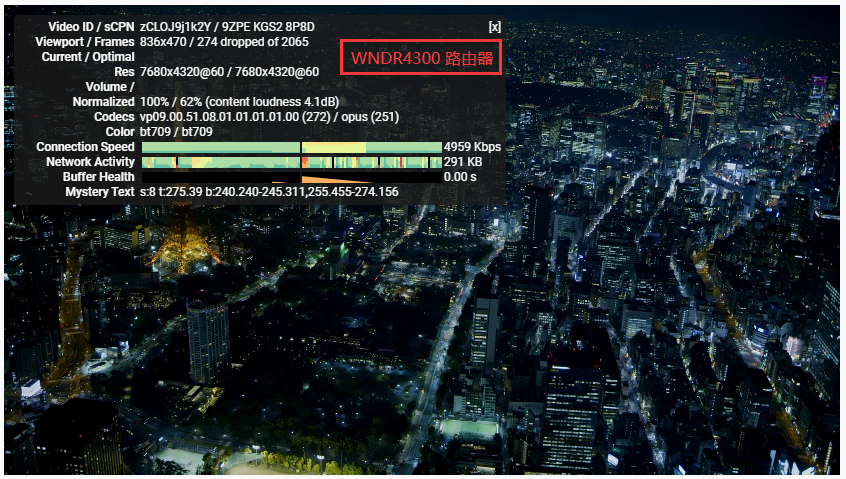 Video ID / sCPN zCLOJ9j1k2Y / 9ZPE KGS2 8P8D [x]
Viewport / Frames 836x470 / 274 dropped of 2065
WNDR4300 路由器
Current / Optimal
Res 7680x4320@60 / 7680x4320@60
Volume /
Normalized 100% / 62% (content loudness 4.1dB)
Codecs vp09.00.51.08.01.01.01.01.00 (272) / opus (251)
Color bt709 / bt709
Connection Speed 4959 Kbps
Network Activity 291 KB
Buffer Health 0.00 s
Mystery Text s:8 t:275.39 b:240.240-245.311,255.455-274.156